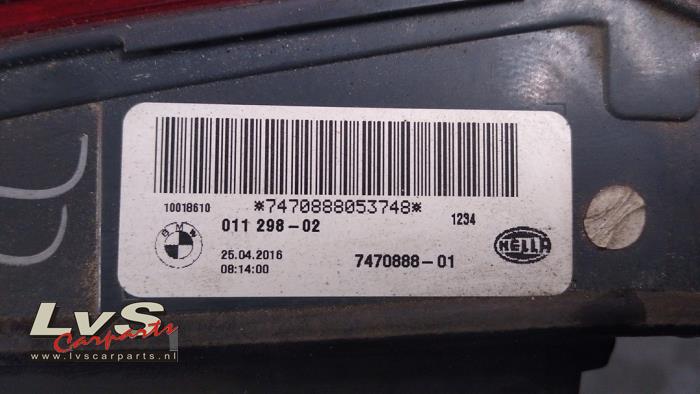 10018610
*7470888053748*
1234
BMW
011 298-02
25.04.2016
08:14:00
7470888-01
HELLA
LvS
Carparts
www.lvscarparts.nl